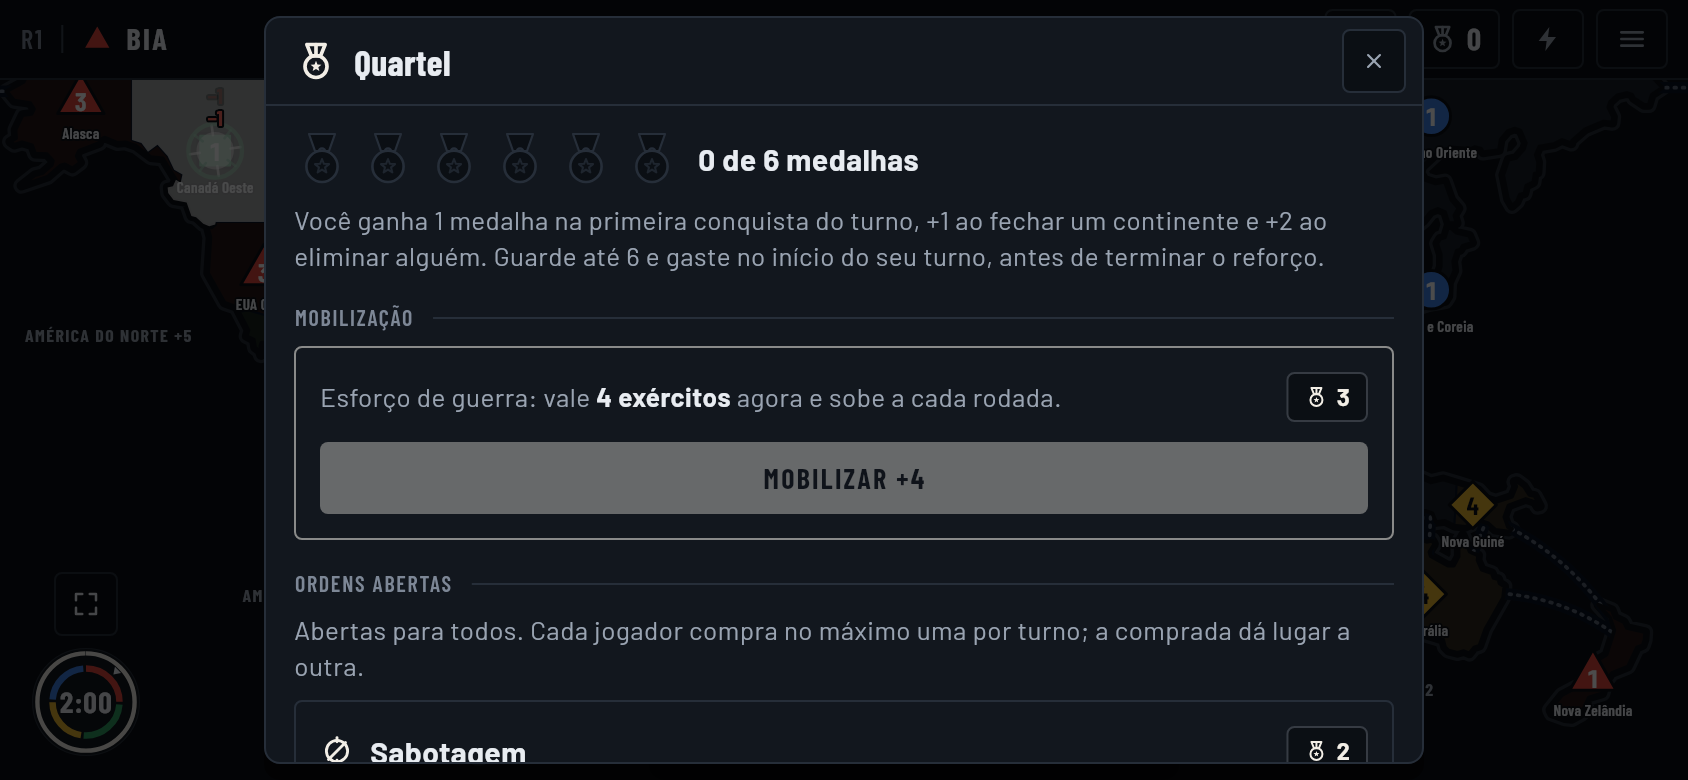 R1
BIA
0
Quartel
3
Alasca
-1
1
Canadá Oeste
AMÉRICA DO NORTE +5
0 de 6 medalhas
Você ganha 1 medalha na primeira conquista do turno, +1 ao fechar um continente e +2 ao
eliminar alguém. Guarde até 6 e gaste no início do seu turno, antes de terminar o reforço.
MOBILIZAÇÃO
Esforço de guerra: vale 4 exércitos agora e sobe a cada rodada.
3
MOBILIZAR +4
ORDENS ABERTAS
Abertas para todos. Cada jogador compra no máximo uma por turno; a comprada dá lugar a
outra.
Sabotagem
2
2:00
1
Oriente
1
e Coreia
4
Nova Guiné
2
1
Nova Zelândia